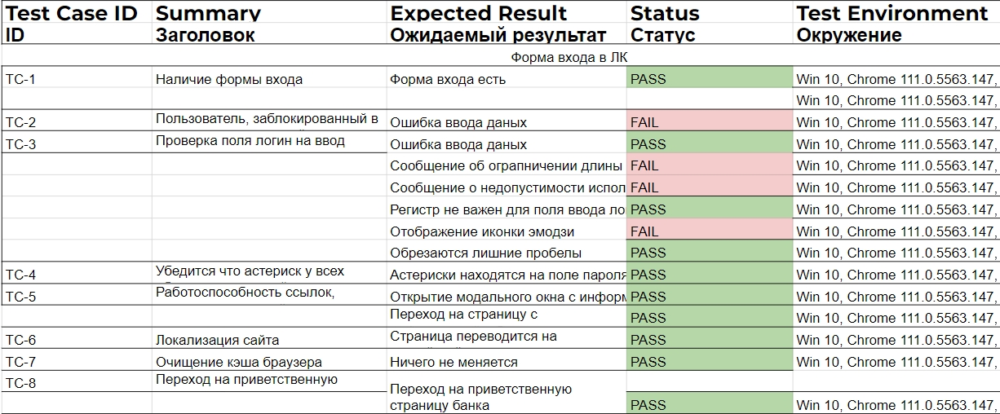 Test Case ID Summary Expected Result Status Test Environment
ID Заголовок Ожидаемый результат Статус Окружение
Форма входа в ЛК
TC-1 Наличие формы входа Форма входа есть PASS Win 10, Chrome 111.0.5563.147,
Win 10, Chrome 111.0.5563.147,
TC-2 Пользователь, заблокированный в Ошибка ввода даных FAIL Win 10, Chrome 111.0.5563.147,
TC-3 Проверка поля логин на ввод Ошибка ввода даных PASS Win 10, Chrome 111.0.5563.147,
Сообщение об ограпничении длины FAIL Win 10, Chrome 111.0.5563.147,
Сообщение о недопустимости испол FAIL Win 10, Chrome 111.0.5563.147,
Регистр не важен для поля ввода ло PASS Win 10, Chrome 111.0.5563.147,
Отображение иконки эмодзи FAIL Win 10, Chrome 111.0.5563.147,
Обрезаются лишние пробелы PASS Win 10, Chrome 111.0.5563.147,
TC-4 Убедится что астериск у всех Астериски находятся на поле пароля PASS Win 10, Chrome 111.0.5563.147,
TC-5 Работоспособность ссылок, Открытие модального окна с информ PASS Win 10, Chrome 111.0.5563.147,
Переход на страницу с PASS Win 10, Chrome 111.0.5563.147,
TC-6 Локализация сайта Страница переводится на PASS Win 10, Chrome 111.0.5563.147,
TC-7 Очищение кэша браузера Ничего не меняется PASS Win 10, Chrome 111.0.5563.147,
TC-8 Переход на приветственную
Переход на приветственную
страницу банка PASS Win 10, Chrome 111.0.5563.147,